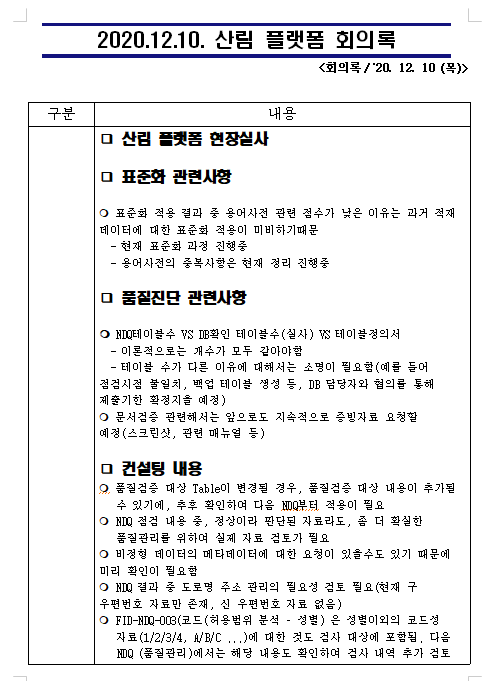 2020.12.10. 산림 플랫폼 회의록
<회의록 / '20. 12. 10 (목)>
구분
내용
❑ 산림 플랫폼 현장실사
❑ 표준화 관련사항
❍ 표준화 적용 결과 중 용어사전 관련 점수가 낮은 이유는 과거 적재
데이터에 대한 표준화 적용이 미비하기때문
- 현재 표준화 과정 진행중
- 용어사전의 중복사항은 현재 정리 진행중
❑ 품질진단 관련사항
❍ NDQ테이블수 VS DB확인 테이블수(실사) VS 테이블정의서
- 이론적으로는 개수가 모두 같아야함
- 테이블 수가 다른 이유에 대해서는 소명이 필요함(예를 들어
점검시점 불일치, 백업 테이블 생성 등, DB 담당자와 협의를 통해
제출기한 확정지을 예정)
❍ 문서검증 관련해서는 앞으로도 지속적으로 증빙자료 요청할
예정(스크린샷, 관련 매뉴얼 등)
❑ 컨설팅 내용
❍ 품질검증 대상 Table이 변경될 경우, 품질검증 대상 내용이 추가될
수 있기에, 추후 확인하여 다음 NDQ부터 적용이 필요
❍ NDQ 점검 내용 중, 정상이라 판단된 자료라도, 좀 더 확실한
품질관리를 위하여 실제 자료 검토가 필요
❍ 비정형 데이터의 메타데이터에 대한 요청이 있을수도 있기 때문에
미리 확인이 필요함
❍ NDQ 결과 중 도로명 주소 관리의 필요성 검토 필요(현재 구
우편번호 자료만 존재, 신 우편번호 자료 없음)
❍ FID-NDQ-003(코드(허용범위 분석 - 성별) 은 성별이외의 코드성
자료(1/2/3/4, A/B/C ...)에 대한 것도 검사 대상에 포함됨. 다음
NDQ (품질관리)에서는 해당 내용도 확인하여 검사 내역 추가 검토